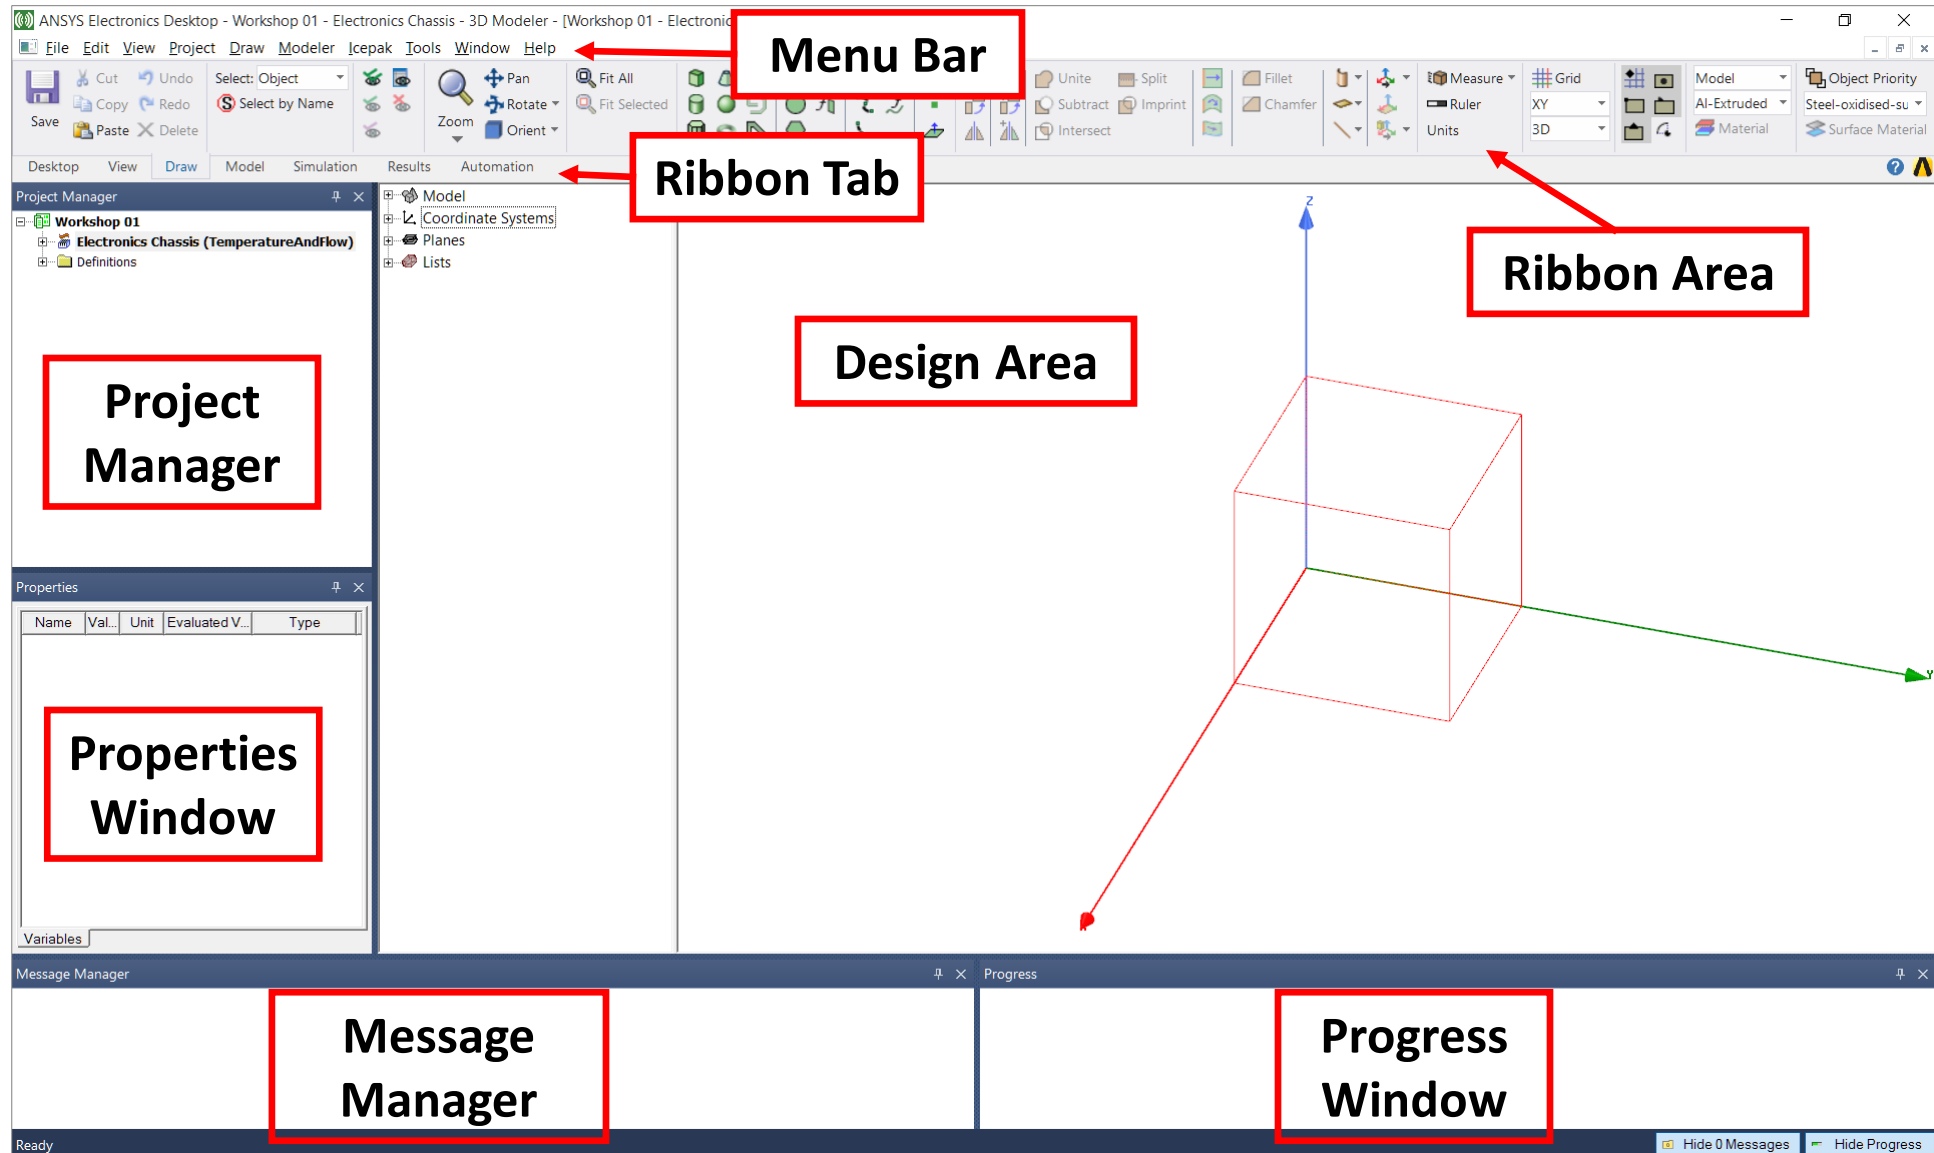 ANSYS Electronics Desktop - Workshop 01 - Electronics Chassis - 3D Modeler - [Workshop 01 -
File Edit View Project Draw Modeler Icepak Tools Window Help
Menu Bar
Save
Cut
Copy
Paste
Undo
Redo
Delete
Select: Object
Select by Name
Zoom
Pan
Rotate
Orient
Fit All
Fit Selected
Unite
Subtract
Intersect
Split
Imprint
Fillet
Chamfer
Measure
Ruler
Units
Grid
XY
3D
Model
Al-Extruded
Material
Object Priority
Steel-oxidised-su
Surface Material
Desktop View Draw Model Simulation Results Automation
Ribbon Tab
Ribbon Area
Project Manager
Workshop 01
Electronics Chassis (TemperatureAndFlow)
Definitions
Project
Manager
Model
Coordinate Systems
Planes
Lists
Design Area
Z
Y
Properties
Name Val... Unit Evaluated V... Type
Properties
Window
Variables
Message Manager
Message
Manager
Progress
Progress
Window
Ready
Hide 0 Messages
Hide Progress